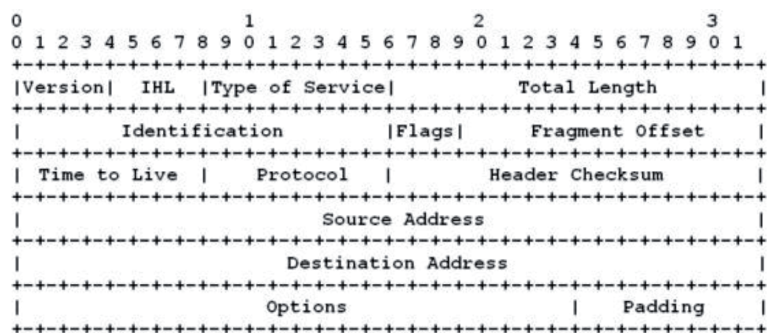 0                   1                   2                   3
0 1 2 3 4 5 6 7 8 9 0 1 2 3 4 5 6 7 8 9 0 1 2 3 4 5 6 7 8 9 0 1
+-+-+-+-+-+-+-+-+-+-+-+-+-+-+-+-+-+-+-+-+-+-+-+-+-+-+-+-+-+-+-+-+
|Version|  IHL  |Type of Service|          Total Length         |
+-+-+-+-+-+-+-+-+-+-+-+-+-+-+-+-+-+-+-+-+-+-+-+-+-+-+-+-+-+-+-+-+
|         Identification        |Flags|      Fragment Offset    |
+-+-+-+-+-+-+-+-+-+-+-+-+-+-+-+-+-+-+-+-+-+-+-+-+-+-+-+-+-+-+-+-+
|  Time to Live |    Protocol   |         Header Checksum       |
+-+-+-+-+-+-+-+-+-+-+-+-+-+-+-+-+-+-+-+-+-+-+-+-+-+-+-+-+-+-+-+-+
|                         Source Address                        |
+-+-+-+-+-+-+-+-+-+-+-+-+-+-+-+-+-+-+-+-+-+-+-+-+-+-+-+-+-+-+-+-+
|                      Destination Address                      |
+-+-+-+-+-+-+-+-+-+-+-+-+-+-+-+-+-+-+-+-+-+-+-+-+-+-+-+-+-+-+-+-+
|                    Options                    |    Padding    |
+-+-+-+-+-+-+-+-+-+-+-+-+-+-+-+-+-+-+-+-+-+-+-+-+-+-+-+-+-+-+-+-+